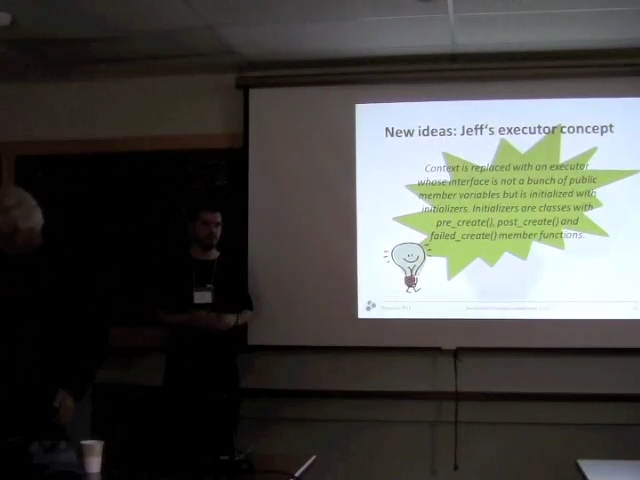 New ideas: Jeff's executor concept
Context is replaced with an executor
whose interface is not a bunch of public
member variables but is initialized with
initializers. Initializers are classes with
pre_create(), post_create() and
failed_create() member functions.